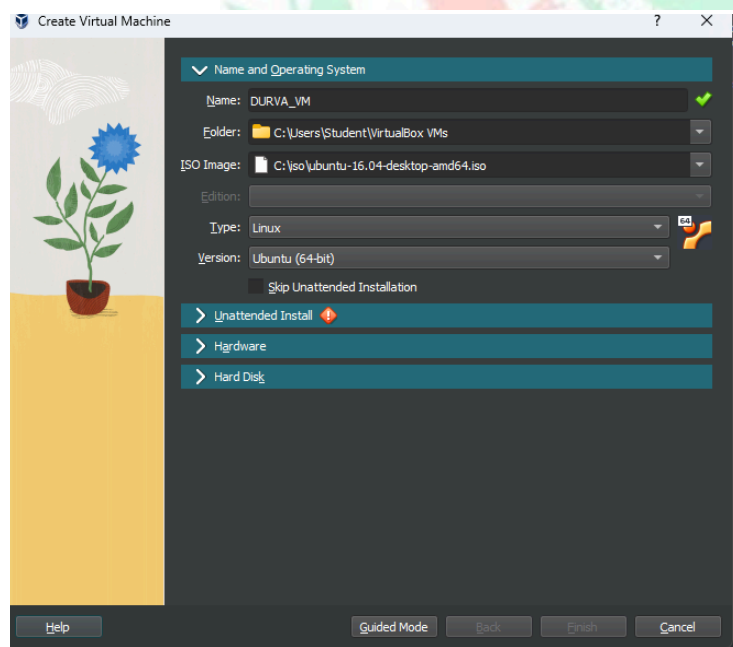 Create Virtual Machine ? X
Name and Operating System
Name: DURVA_VM
Folder: C:\Users\Student\VirtualBox VMs
ISO Image: C:\iso\ubuntu-16.04-desktop-amd64.iso
Edition:
Type: Linux
64
Version: Ubuntu (64-bit)
Skip Unattended Installation
Unattended Install
Hardware
Hard Disk
Help Guided Mode Back Finish Cancel